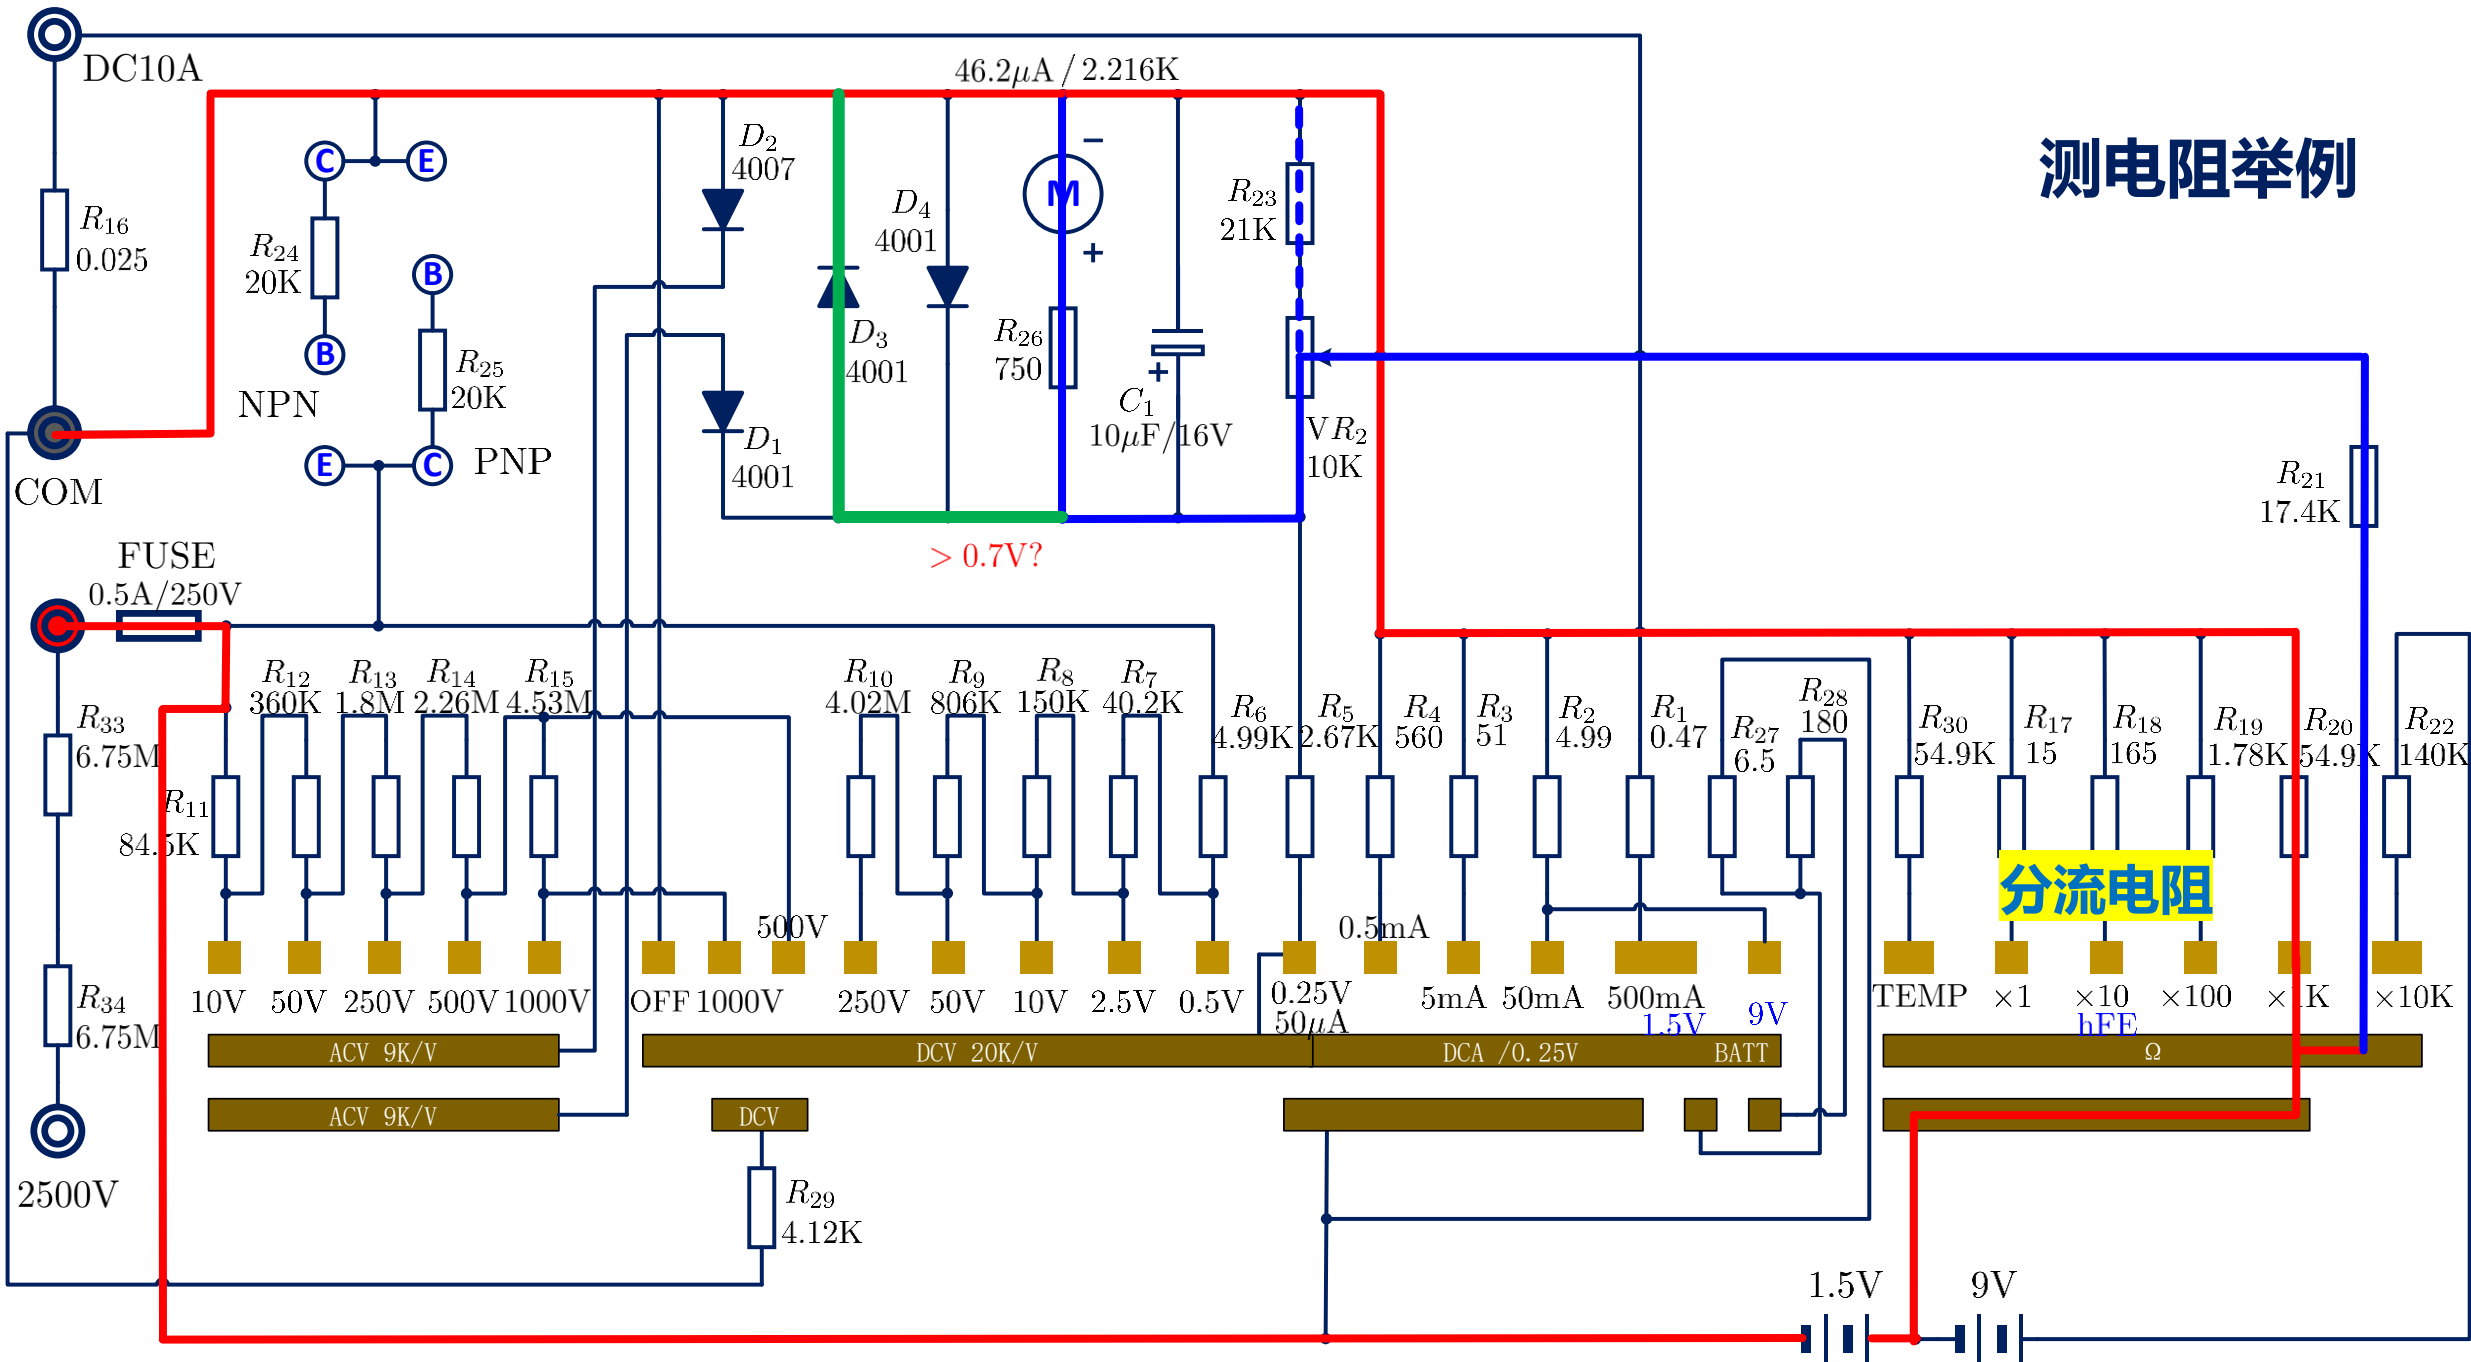 DC10A
46.2μA / 2.216K
测电阻举例
D2
4007
−
C
E
M
D4
4001
R23
21K
R16
0.025
R24
20K
+
B
D3
4001
R26
750
B
R25
20K
+
C1
10μF/16V
NPN
VR2
10K
D1
4001
E
C
PNP
R21
17.4K
COM
> 0.7V?
FUSE
0.5A/250V
R12
360K
R13
1.8M
R14
2.26M
R15
4.53M
R10
4.02M
R9
806K
R8
150K
R7
40.2K
R6
4.99K
R5
2.67K
R4
560
R3
51
R2
4.99
R1
0.47
R27
6.5
R28
180
R30
54.9K
R17
15
R18
165
R19
1.78K
R20
54.9K
R22
140K
R33
6.75M
R11
84.5K
分流电阻
500V
0.5mA
R34
6.75M
10V
50V
250V
500V
1000V
OFF
1000V
250V
50V
10V
2.5V
0.5V
0.25V
50μA
5mA
50mA
500mA
1.5V
9V
TEMP
×1
×10
hFE
×100
×1K
×10K
ACV 9K/V
DCV 20K/V
DCA /0.25V
BATT
Ω
ACV 9K/V
DCV
2500V
R29
4.12K
1.5V
9V